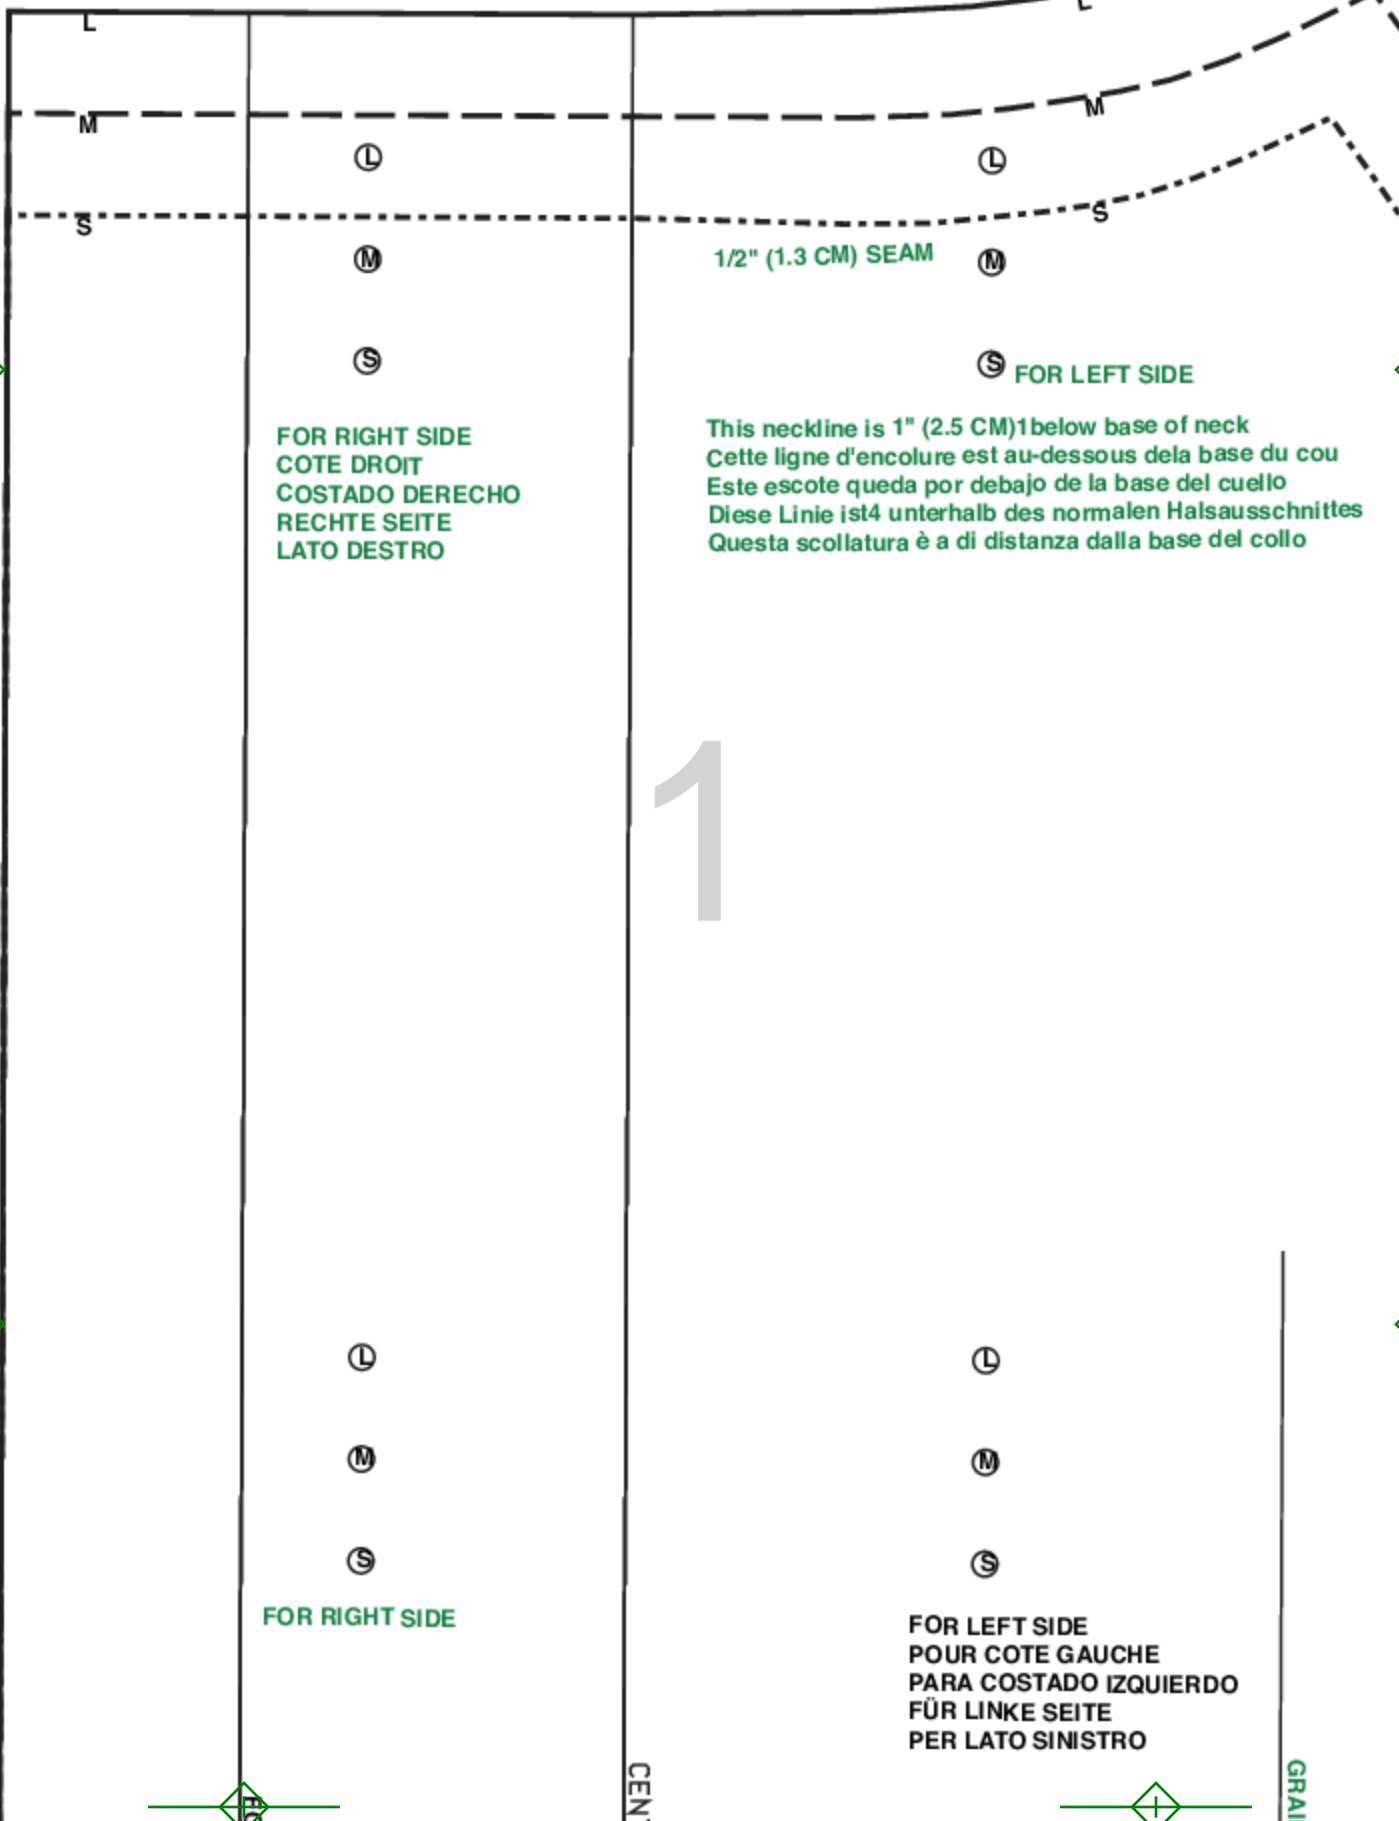 L
L
M
M
L
L
S
S
M
1/2" (1.3 CM) SEAM
M
S
S
FOR LEFT SIDE
FOR RIGHT SIDE
COTE DROIT
COSTADO DERECHO
RECHTE SEITE
LATO DESTRO
This neckline is 1" (2.5 CM)1below base of neck
Cette ligne d'encolure est au-dessous dela base du cou
Este escote queda por debajo de la base del cuello
Diese Linie ist4 unterhalb des normalen Halsausschnittes
Questa scollatura è a di distanza dalla base del collo
1
L
L
M
M
S
S
FOR RIGHT SIDE
FOR LEFT SIDE
POUR COTE GAUCHE
PARA COSTADO IZQUIERDO
FÜR LINKE SEITE
PER LATO SINISTRO
CEN
GRAI